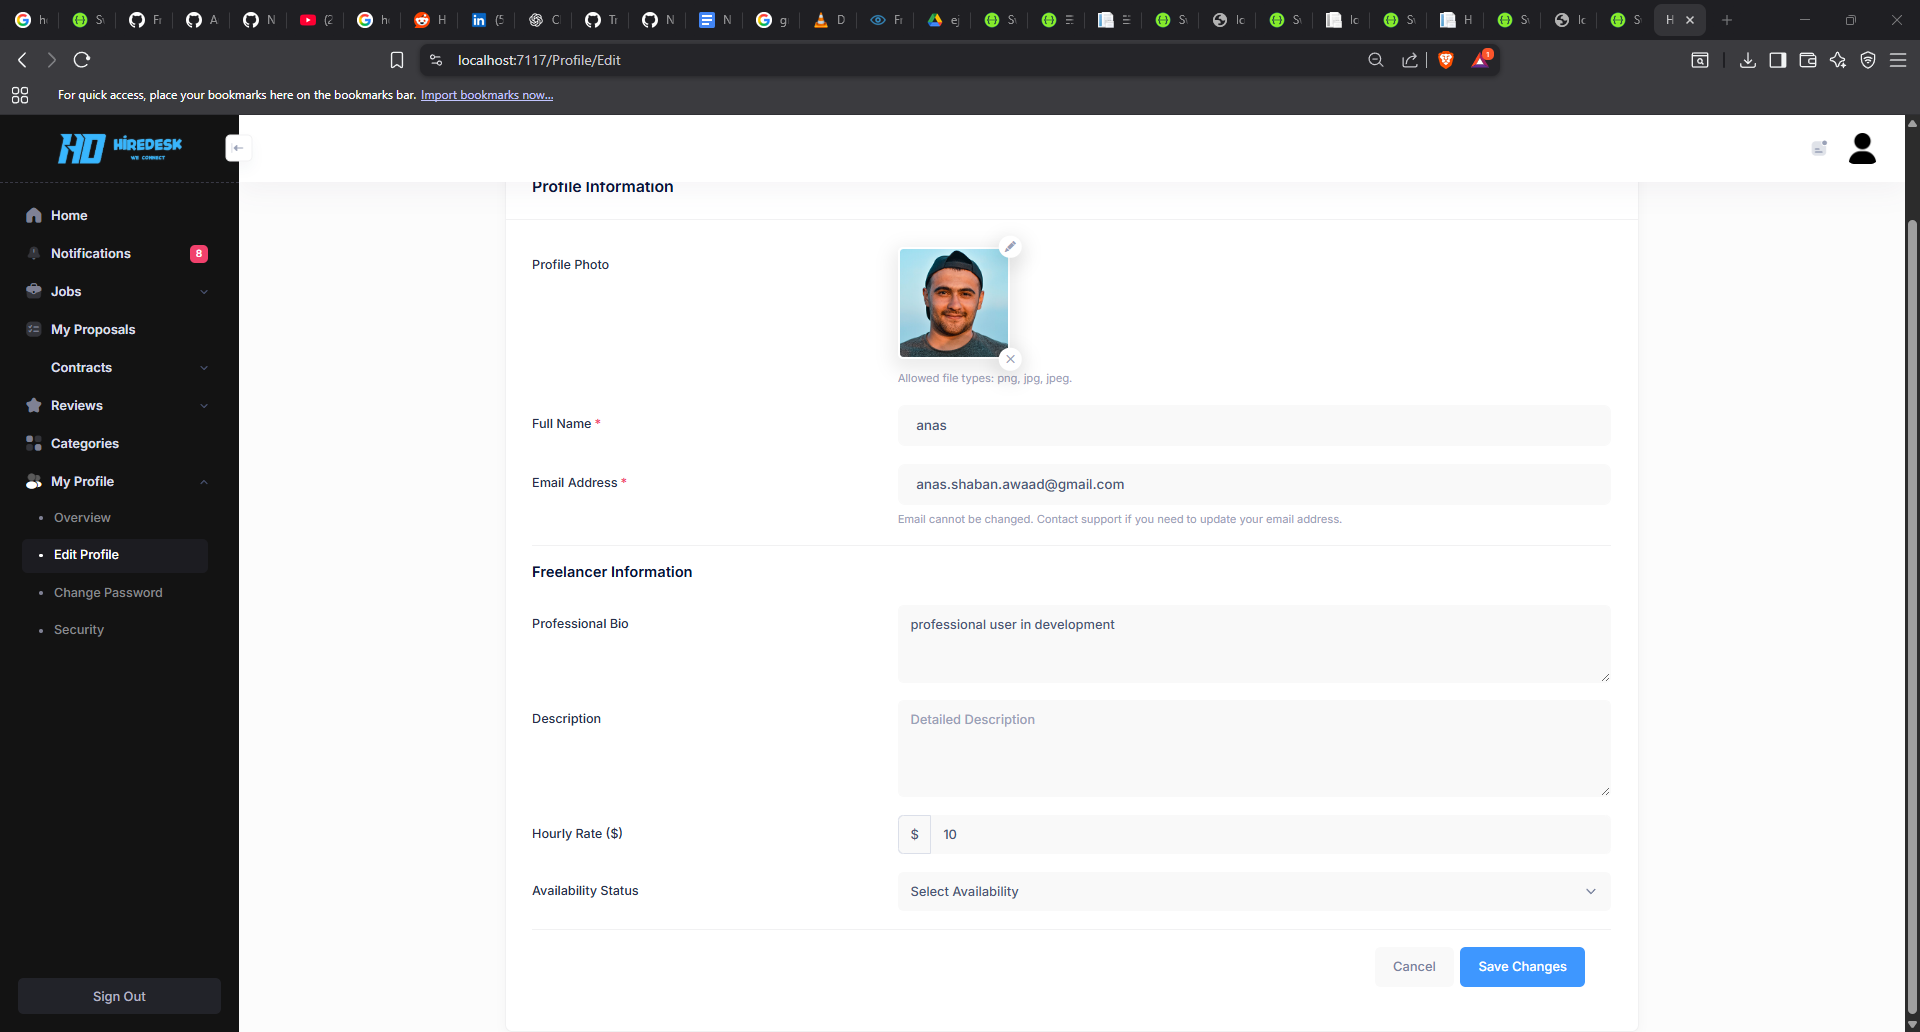 localhost:7117/Profile/Edit
1
For quick access, place your bookmarks here on the bookmarks bar. Import bookmarks now...
HD HIREDESK
WE CONNECT
Home
Notifications 8
Jobs
My Proposals
Contracts
Reviews
Categories
My Profile
Overview
Edit Profile
Change Password
Security
Sign Out
Profile Information
Profile Photo
Allowed file types: png, jpg, jpeg.
Full Name *
anas
Email Address *
anas.shaban.awaad@gmail.com
Email cannot be changed. Contact support if you need to update your email address.
Freelancer Information
Professional Bio
professional user in development
Description
Detailed Description
Hourly Rate ($)
$ 10
Availability Status
Select Availability
Cancel
Save Changes